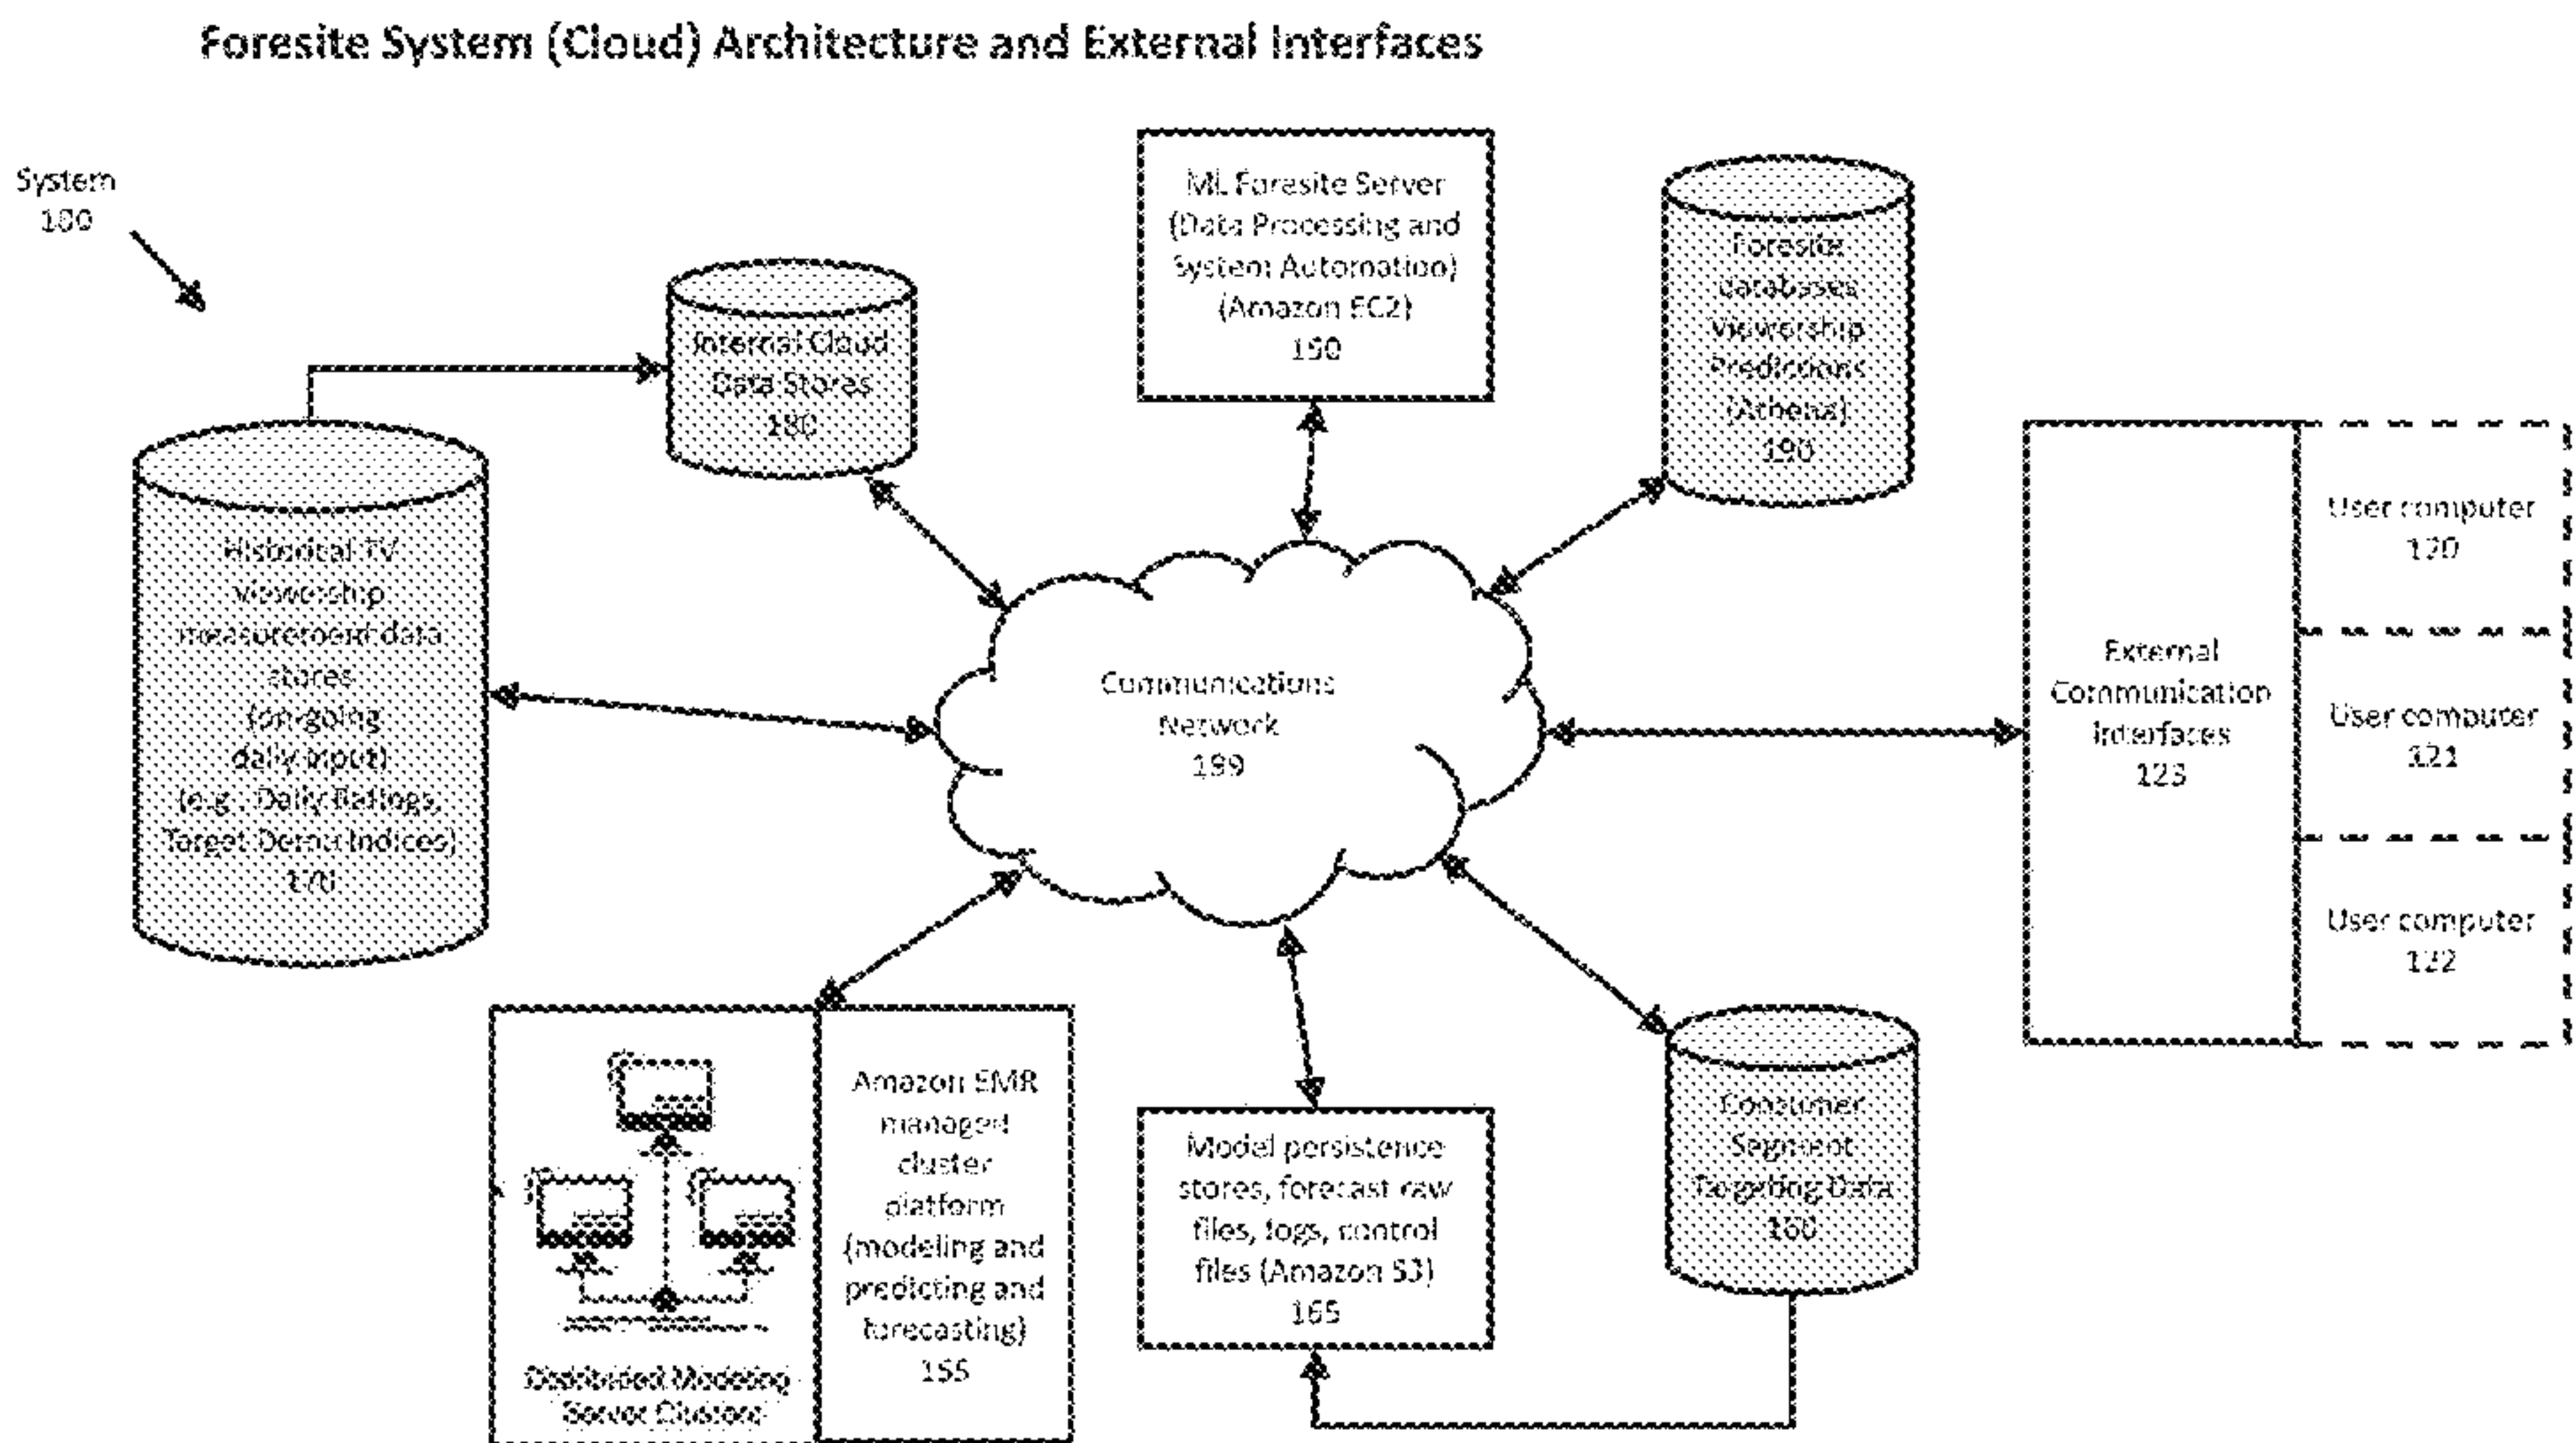 Foresite System (Cloud) Architecture and External Interfaces
System
100
Internal Cloud
Data Stores
180
ML Foresite Server
(Data Processing and
System Automation)
(Amazon EC2)
150
Foresite
databases
Viewership
Predictions
(Athena)
190
Historical TV
viewership
measurement data
stores
(on-going
daily input)
(e.g., Daily Ratings,
Target Demo Indices)
170
Communications
Network
199
External
Communication
Interfaces
123
User computer
120
User computer
121
User computer
122
Distributed Modeling
Server Clusters
Amazon EMR
managed
cluster
platform
(modeling and
predicting and
forecasting)
155
Model persistence
stores, forecast raw
files, logs, control
files (Amazon S3)
165
Consumer
Segment
Targeting Data
160